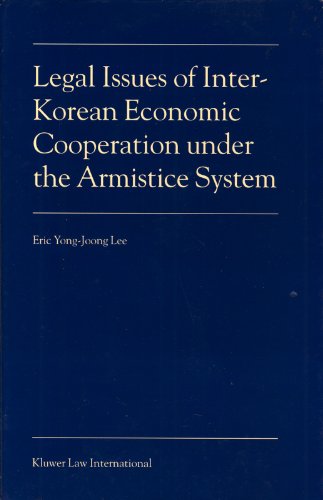 Legal Issues of Inter-
Korean Economic
Cooperation under
the Armistice System
Eric Yong-Joong Lee
Kluwer Law International